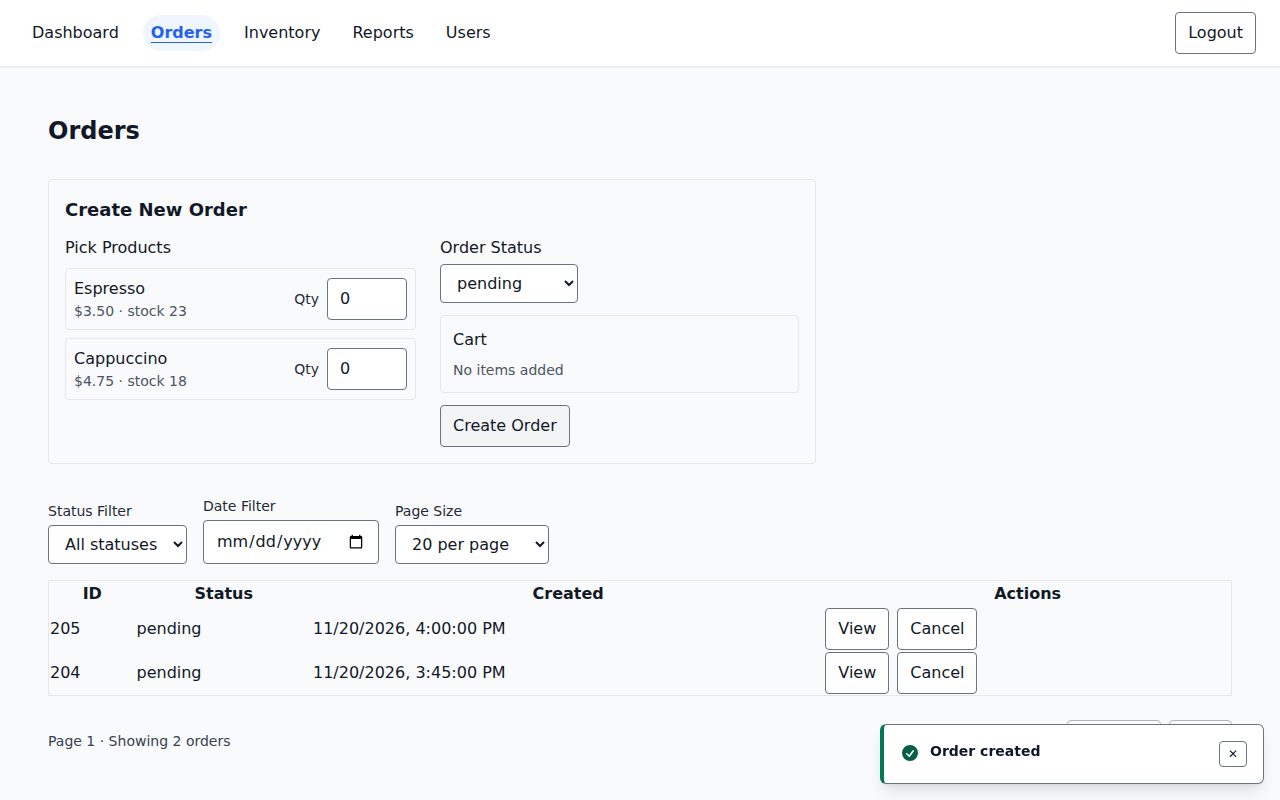 Dashboard Orders Inventory Reports Users Logout
Orders
Create New Order
Pick Products
Espresso
$3.50 · stock 23
Qty 0
Cappuccino
$4.75 · stock 18
Qty 0
Order Status
pending
Cart
No items added
Create Order
Status Filter
All statuses
Date Filter
mm/dd/yyyy
Page Size
20 per page
ID Status Created Actions
205 pending 11/20/2026, 4:00:00 PM View Cancel
204 pending 11/20/2026, 3:45:00 PM View Cancel
Page 1 · Showing 2 orders
Order created